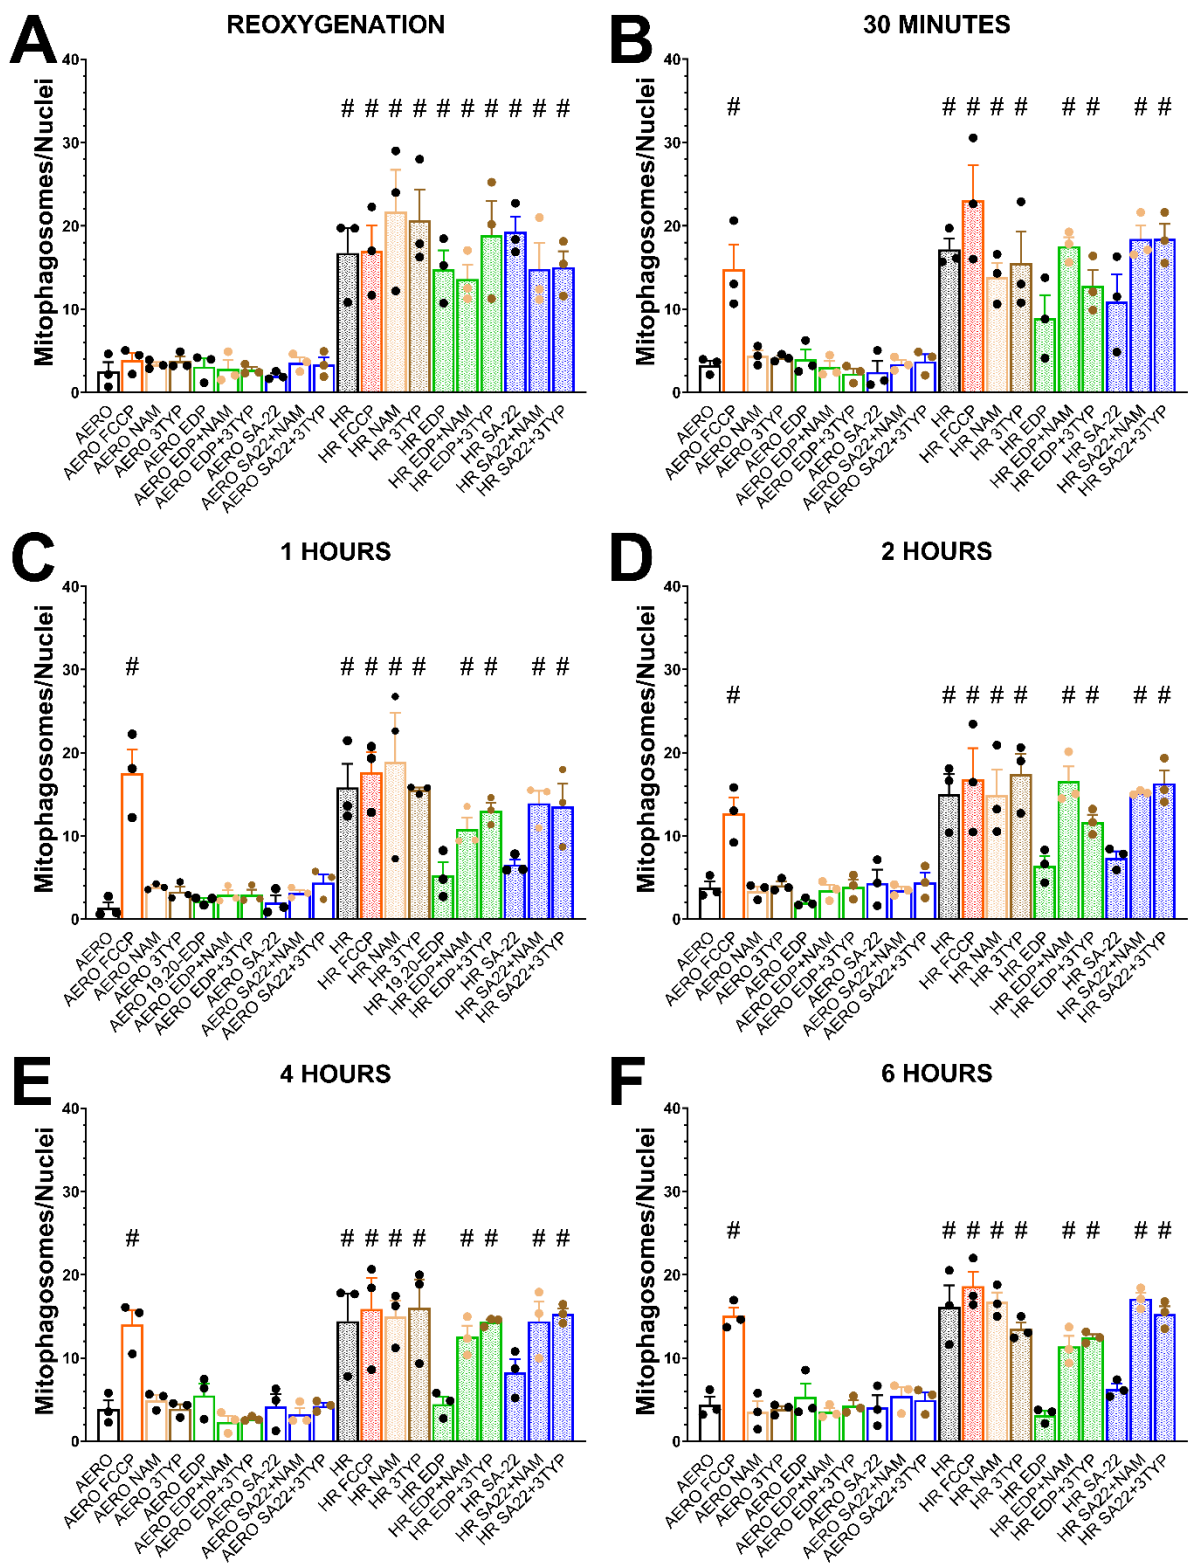 A
REOXYGENATION
Mitophagosomes/Nuclei
40
30
20
10
0
# # # # # # # # # #
AERO
AERO FCCP
AERO NAM
AERO 3TYP
AERO EDP
AERO EDP+NAM
AERO EDP+3TYP
AERO SA-22
AERO SA22+NAM
AERO SA22+3TYP
HR
HR FCCP
HR NAM
HR 3TYP
HR EDP
HR EDP+NAM
HR EDP+3TYP
HR SA-22
HR SA22+NAM
HR SA22+3TYP
B
30 MINUTES
Mitophagosomes/Nuclei
40
30
20
10
0
# # # # # # # # #
AERO
AERO FCCP
AERO NAM
AERO 3TYP
AERO EDP
AERO EDP+NAM
AERO EDP+3TYP
AERO SA-22
AERO SA22+NAM
AERO SA22+3TYP
HR
HR FCCP
HR NAM
HR 3TYP
HR EDP
HR EDP+NAM
HR EDP+3TYP
HR SA-22
HR SA22+NAM
HR SA22+3TYP
C
1 HOURS
Mitophagosomes/Nuclei
40
30
20
10
0
# # # # # # # # #
AERO
AERO FCCP
AERO NAM
AERO 3TYP
AERO 19,20-EDP
AERO EDP+NAM
AERO EDP+3TYP
AERO SA-22
AERO SA22+NAM
AERO SA22+3TYP
HR
HR FCCP
HR NAM
HR 3TYP
HR 19,20-EDP
HR EDP+NAM
HR EDP+3TYP
HR SA-22
HR SA22+NAM
HR SA22+3TYP
D
2 HOURS
Mitophagosomes/Nuclei
40
30
20
10
0
# # # # # # # # #
AERO
AERO FCCP
AERO NAM
AERO 3TYP
AERO EDP
AERO EDP+NAM
AERO EDP+3TYP
AERO SA-22
AERO SA22+NAM
AERO SA22+3TYP
HR
HR FCCP
HR NAM
HR 3TYP
HR EDP
HR EDP+NAM
HR EDP+3TYP
HR SA-22
HR SA22+NAM
HR SA22+3TYP
E
4 HOURS
Mitophagosomes/Nuclei
40
30
20
10
0
# # # # # # # # #
AERO
AERO FCCP
AERO NAM
AERO 3TYP
AERO EDP
AERO EDP+NAM
AERO EDP+3TYP
AERO SA-22
AERO SA22+NAM
AERO SA22+3TYP
HR
HR FCCP
HR NAM
HR 3TYP
HR EDP
HR EDP+NAM
HR EDP+3TYP
HR SA-22
HR SA22+NAM
HR SA22+3TYP
F
6 HOURS
Mitophagosomes/Nuclei
40
30
20
10
0
# # # # # # # # #
AERO
AERO FCCP
AERO NAM
AERO 3TYP
AERO EDP
AERO EDP+NAM
AERO EDP+3TYP
AERO SA-22
AERO SA22+NAM
AERO SA22+3TYP
HR
HR FCCP
HR NAM
HR 3TYP
HR EDP
HR EDP+NAM
HR EDP+3TYP
HR SA-22
HR SA22+NAM
HR SA22+3TYP